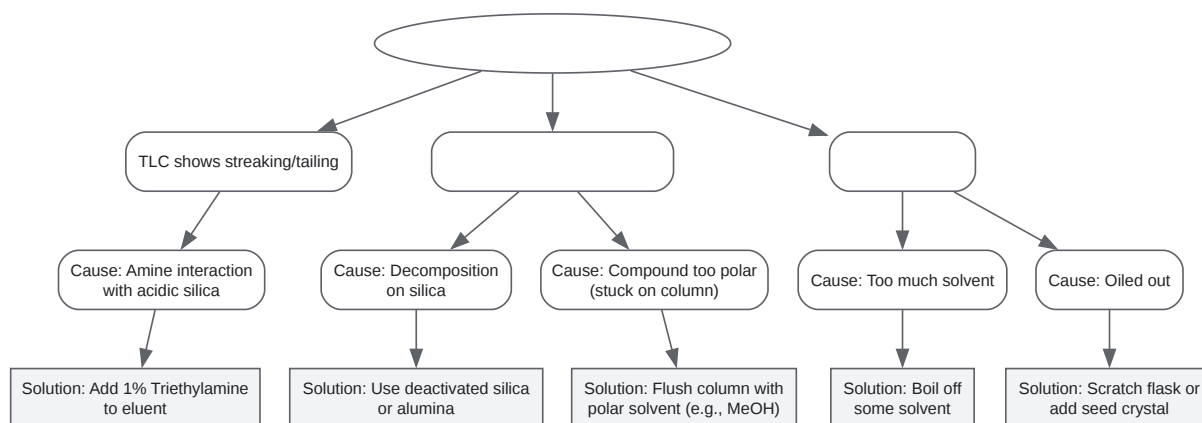 TLC shows streaking/tailing
Cause: Amine interaction
with acidic silica
Cause: Decomposition
on silica
Cause: Compound too polar
(stuck on column)
Cause: Too much solvent
Cause: Oiled out
Solution: Add 1% Triethylamine
to eluent
Solution: Use deactivated silica
or alumina
Solution: Flush column with
polar solvent (e.g., MeOH)
Solution: Boil off
some solvent
Solution: Scratch flask or
add seed crystal